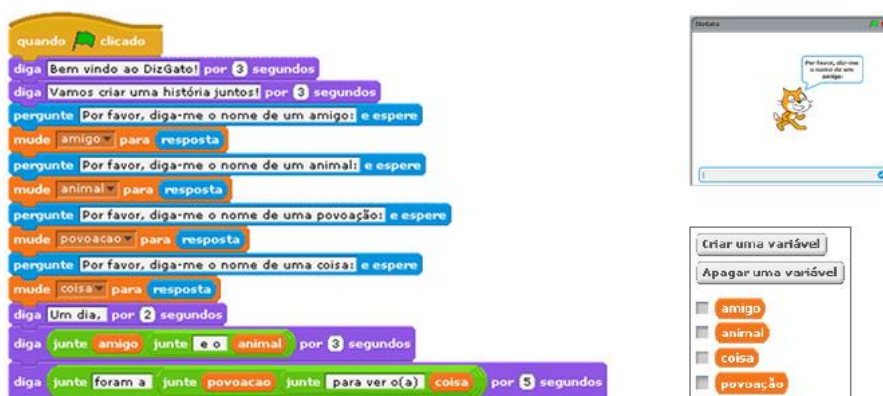 quando clicado
diga Bem vindo ao DizGato! por 3 segundos
diga Vamos criar uma história juntos! por 3 segundos
pergunte Por favor, diga-me o nome de um amigo: e espere
mude amigo para resposta
pergunte Por favor, diga-me o nome de um animal: e espere
mude animal para resposta
pergunte Por favor, diga-me o nome de uma povoação: e espere
mude povoacao para resposta
pergunte Por favor, diga-me o nome de uma coisa: e espere
mude coisa para resposta
diga Um dia, por 2 segundos
diga junte amigo junte e o animal por 3 segundos
diga junte foram a junte povoacao junte para ver o(a) coisa por 5 segundos
DizGato
Por favor, diz-me
o nome de um
amigo:
Criar uma variável
Apagar uma variável
amigo
animal
coisa
povoação